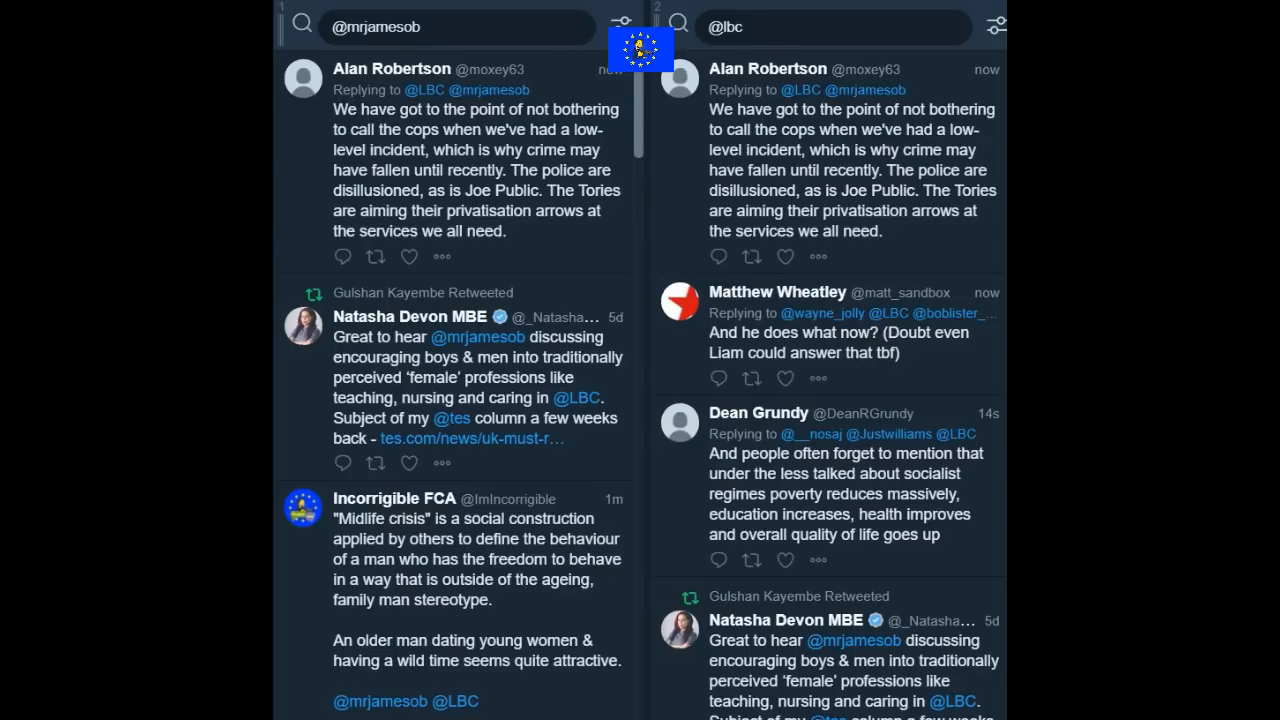 1
@mrjamesob
Alan Robertson @moxey63 now
Replying to @LBC @mrjamesob
We have got to the point of not bothering
to call the cops when we've had a low-
level incident, which is why crime may
have fallen until recently. The police are
disillusioned, as is Joe Public. The Tories
are aiming their privatisation arrows at
the services we all need.
Gulshan Kayembe Retweeted
Natasha Devon MBE @_Natasha... 5d
Great to hear @mrjamesob discussing
encouraging boys & men into traditionally
perceived ‘female’ professions like
teaching, nursing and caring in @LBC.
Subject of my @tes column a few weeks
back - tes.com/news/uk-must-r…
Incorrigible FCA @ImIncorrigible 1m
"Midlife crisis" is a social construction
applied by others to define the behaviour
of a man who has the freedom to behave
in a way that is outside of the ageing,
family man stereotype.
An older man dating young women &
having a wild time seems quite attractive.
@mrjamesob @LBC
2
@lbc
Alan Robertson @moxey63 now
Replying to @LBC @mrjamesob
We have got to the point of not bothering
to call the cops when we've had a low-
level incident, which is why crime may
have fallen until recently. The police are
disillusioned, as is Joe Public. The Tories
are aiming their privatisation arrows at
the services we all need.
Matthew Wheatley @matt_sandbox now
Replying to @wayne_jolly @LBC @boblister_...
And he does what now? (Doubt even
Liam could answer that tbf)
Dean Grundy @DeanRGrundy 14s
Replying to @__nosaj @Justwilliams @LBC
And people often forget to mention that
under the less talked about socialist
regimes poverty reduces massively,
education increases, health improves
and overall quality of life goes up
Gulshan Kayembe Retweeted
Natasha Devon MBE @_Natasha... 5d
Great to hear @mrjamesob discussing
encouraging boys & men into traditionally
perceived ‘female’ professions like
teaching, nursing and caring in @LBC.
Subject of my @tes column a few weeks